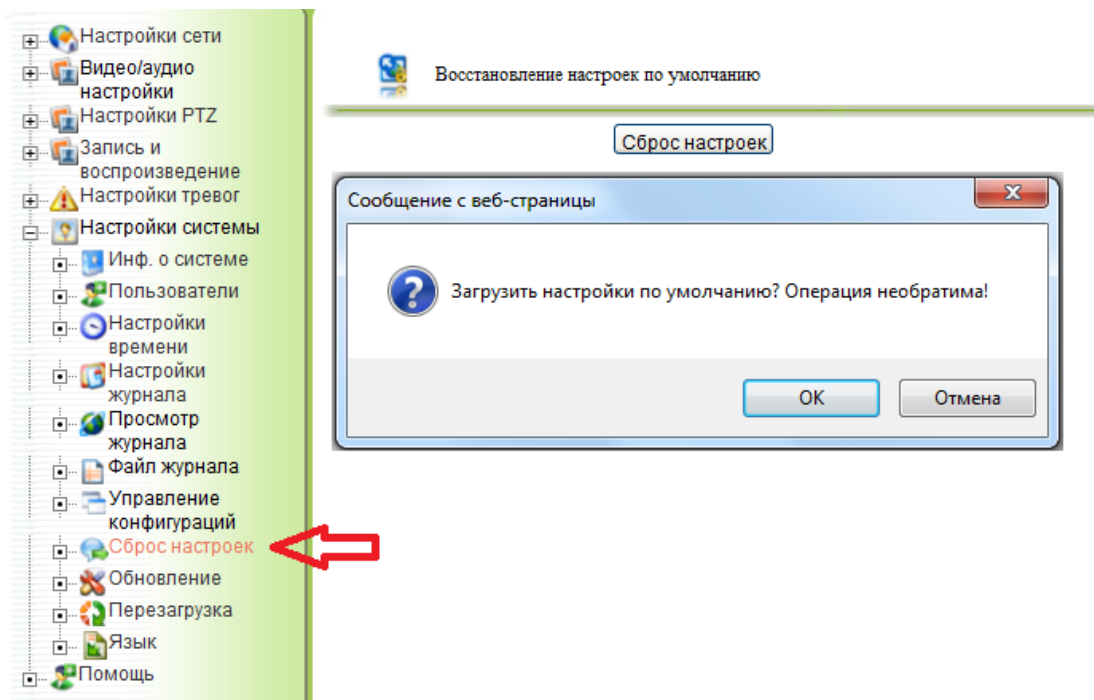 Настройки сети
Видео/аудио
настройки
Настройки PTZ
Запись и
воспроизведение
Настройки тревог
Настройки системы
Инф. о системе
Пользователи
Настройки
времени
Настройки
журнала
Просмотр
журнала
Файл журнала
Управление
конфигураций
Сброс настроек
Обновление
Перезагрузка
Язык
Помощь
Восстановление настроек по умолчанию
Сброс настроек
Сообщение с веб-страницы
Загрузить настройки по умолчанию? Операция необратима!
OK
Отмена